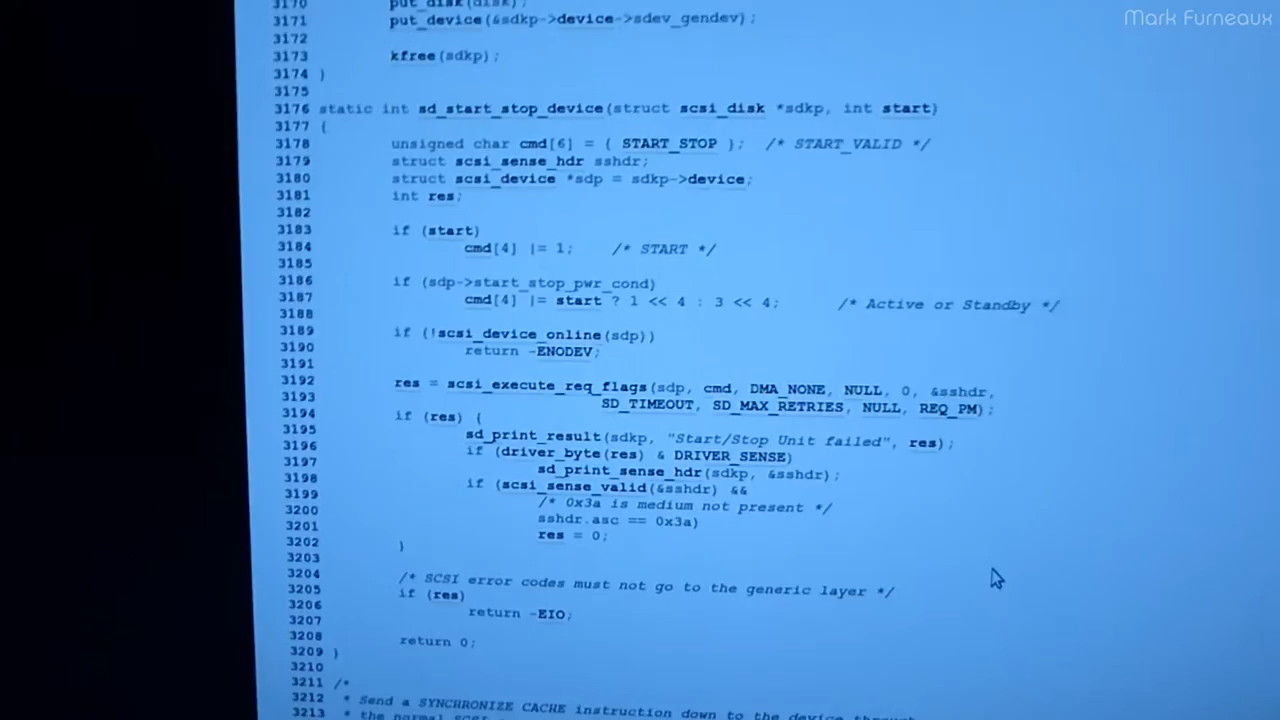 Mark Furneaux
3170 put_disk(disk);
3171 put_device(&sdkp->device->sdev_gendev);
3172
3173 kfree(sdkp);
3174 }
3175
3176 static int sd_start_stop_device(struct scsi_disk *sdkp, int start)
3177 {
3178 unsigned char cmd[6] = { START_STOP }; /* START_VALID */
3179 struct scsi_sense_hdr sshdr;
3180 struct scsi_device *sdp = sdkp->device;
3181 int res;
3182
3183 if (start)
3184 cmd[4] |= 1; /* START */
3185
3186 if (sdp->start_stop_pwr_cond)
3187 cmd[4] |= start ? 1 << 4 : 3 << 4; /* Active or Standby */
3188
3189 if (!scsi_device_online(sdp))
3190 return -ENODEV;
3191
3192 res = scsi_execute_req_flags(sdp, cmd, DMA_NONE, NULL, 0, &sshdr,
3193 SD_TIMEOUT, SD_MAX_RETRIES, NULL, REQ_PM);
3194 if (res) {
3195 sd_print_result(sdkp, "Start/Stop Unit failed", res);
3196 if (driver_byte(res) & DRIVER_SENSE)
3197 sd_print_sense_hdr(sdkp, &sshdr);
3198 if (scsi_sense_valid(&sshdr) &&
3199 /* 0x3a is medium not present */
3200 sshdr.asc == 0x3a)
3201 res = 0;
3202 }
3203
3204 /* SCSI error codes must not go to the generic layer */
3205 if (res)
3206 return -EIO;
3207
3208 return 0;
3209 }
3210
3211 /*
3212 * Send a SYNCHRONIZE CACHE instruction down to the device through
3213 * the normal SCSI